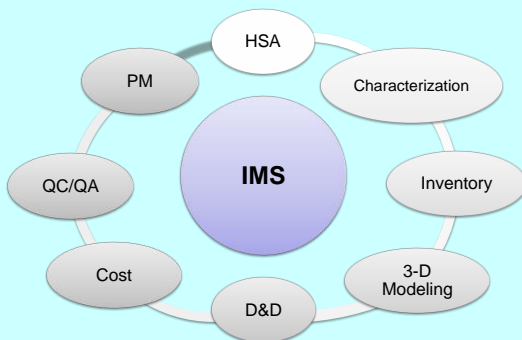 HSA
Characterization
Inventory
3-D
Modeling
D&D
Cost
QC/QA
PM
IMS